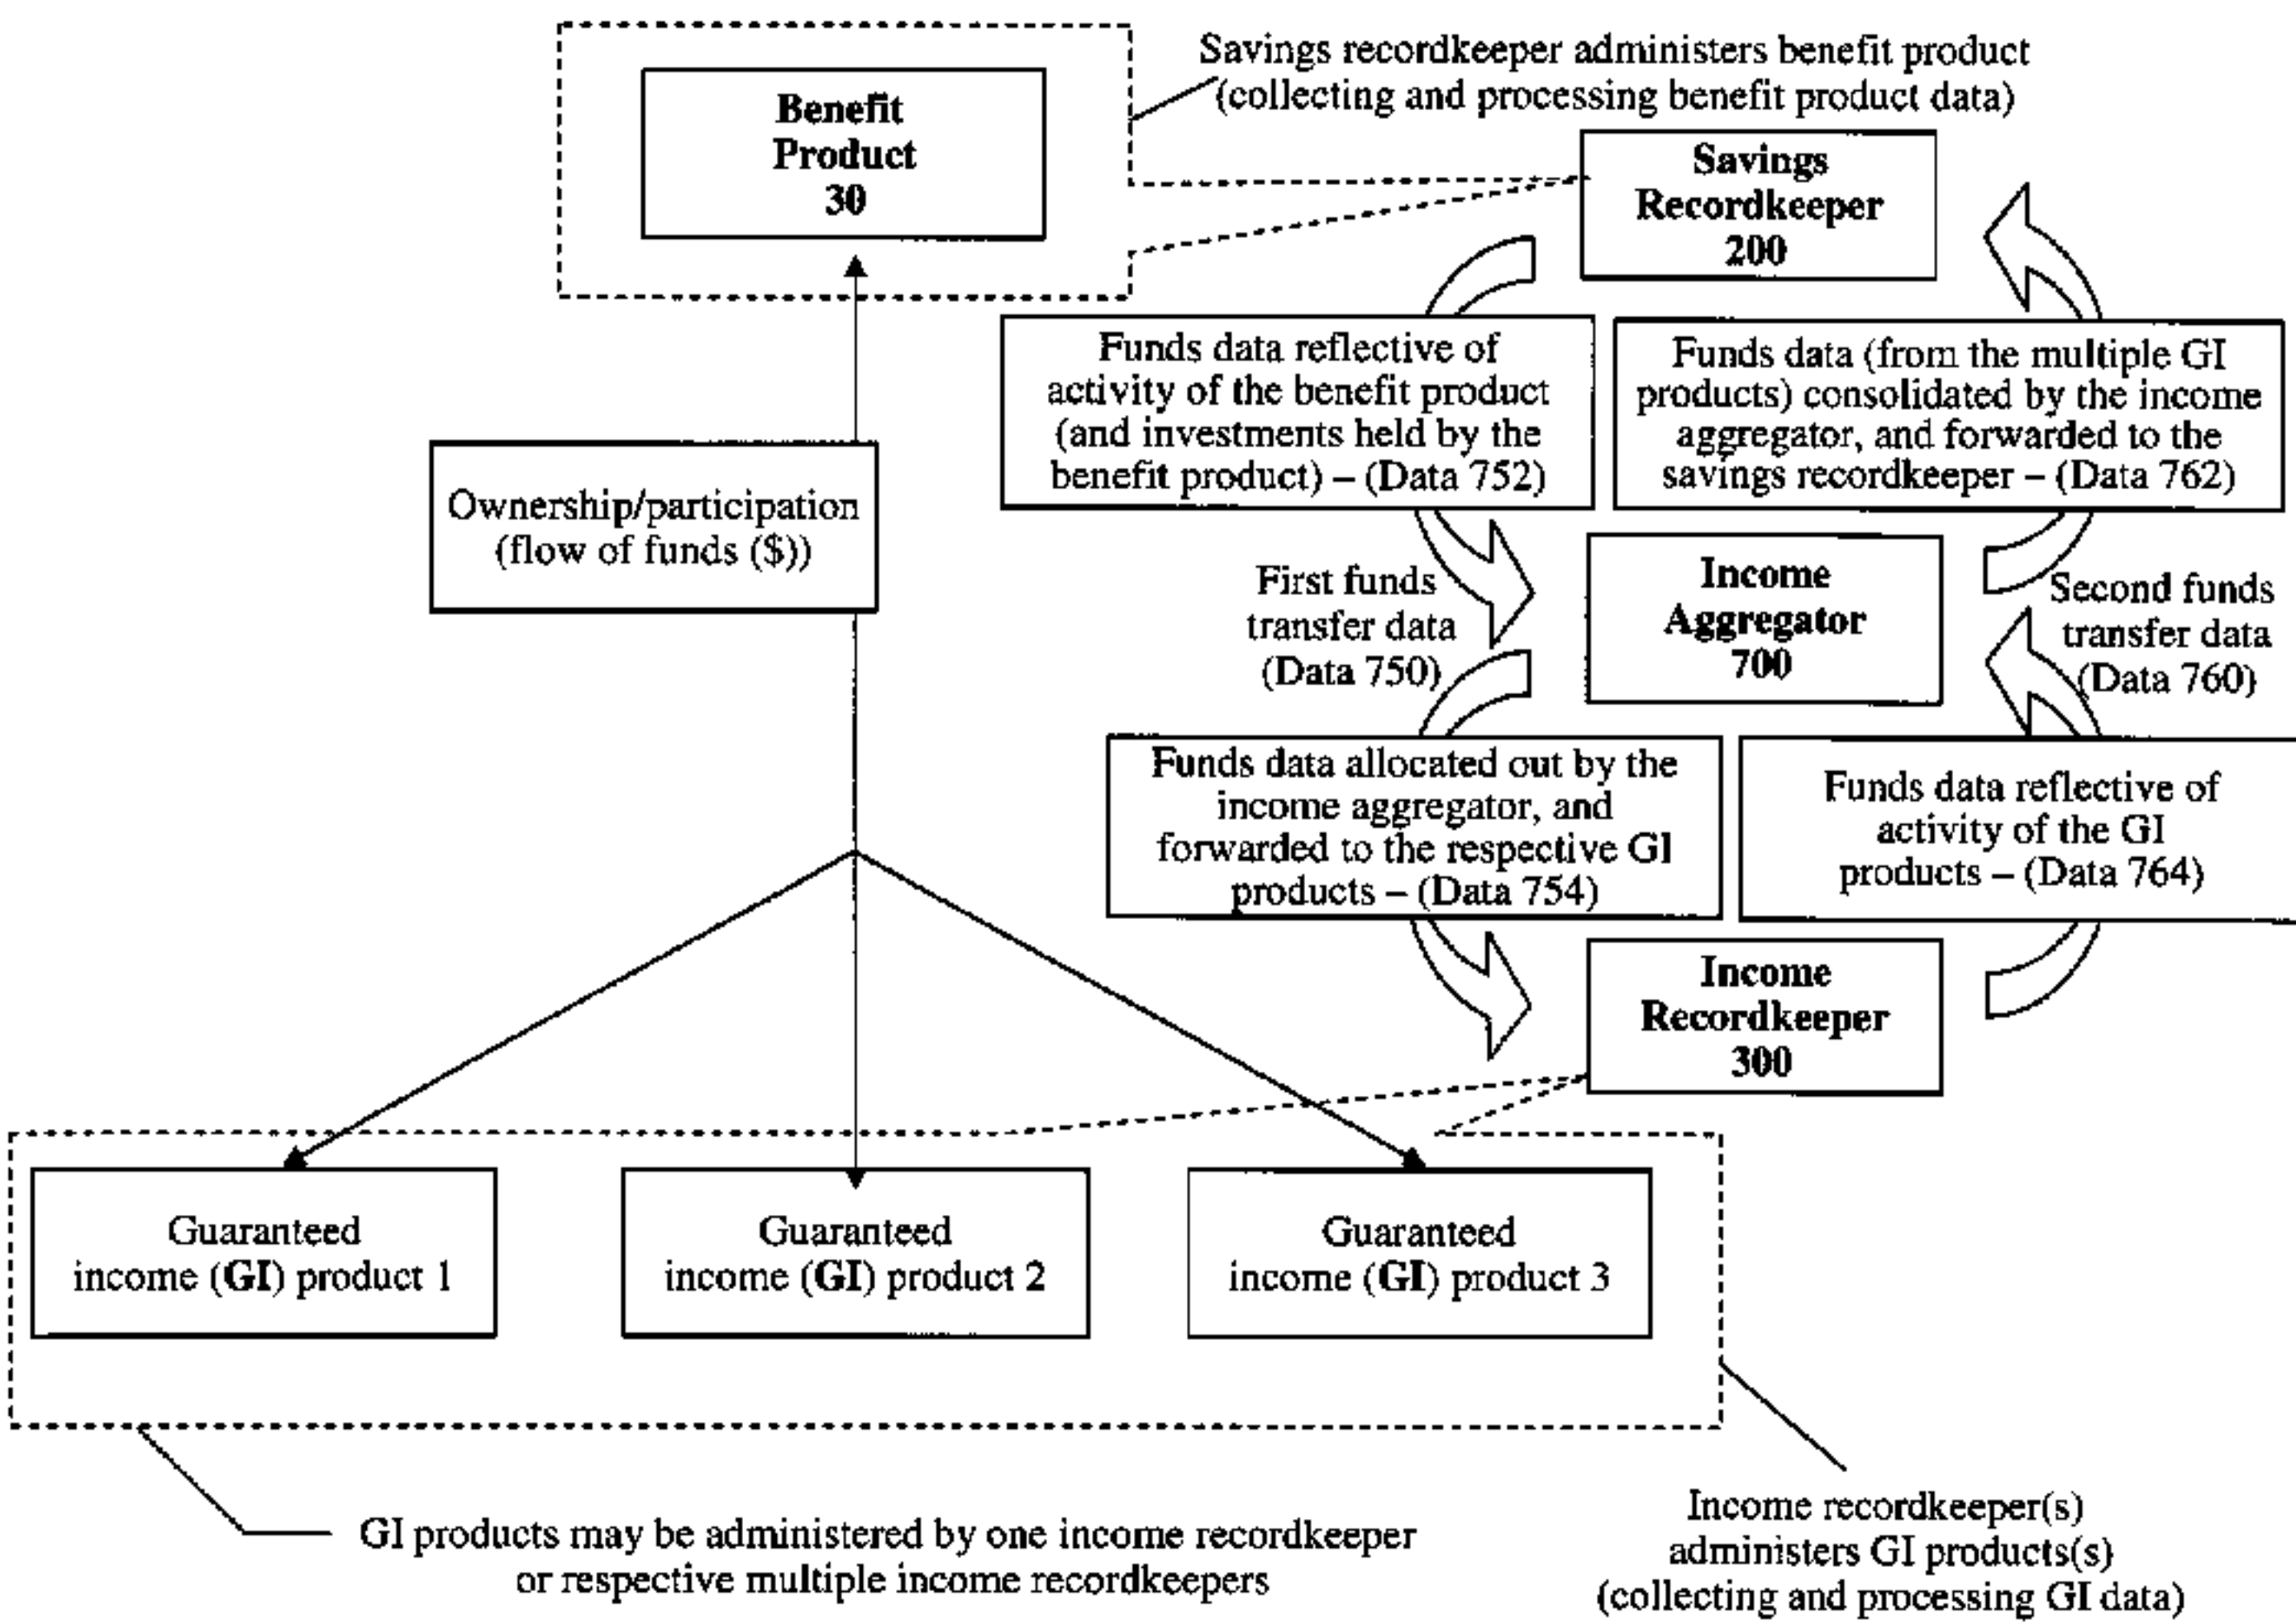 Savings recordkeeper administers benefit product
(collecting and processing benefit product data)
Benefit
Product
30
Savings
Recordkeeper
200
Funds data reflective of
activity of the benefit product
(and investments held by the
benefit product) – (Data 752)
Funds data (from the multiple GI
products) consolidated by the income
aggregator, and forwarded to the
savings recordkeeper – (Data 762)
Ownership/participation
(flow of funds ($))
First funds
transfer data
(Data 750)
Income
Aggregator
700
Second funds
transfer data
(Data 760)
Funds data allocated out by the
income aggregator, and
forwarded to the respective GI
products – (Data 754)
Funds data reflective of
activity of the GI
products – (Data 764)
Income
Recordkeeper
300
Guaranteed
income (GI) product 1
Guaranteed
income (GI) product 2
Guaranteed
income (GI) product 3
GI products may be administered by one income recordkeeper
or respective multiple income recordkeepers
Income recordkeeper(s)
administers GI products(s)
(collecting and processing GI data)